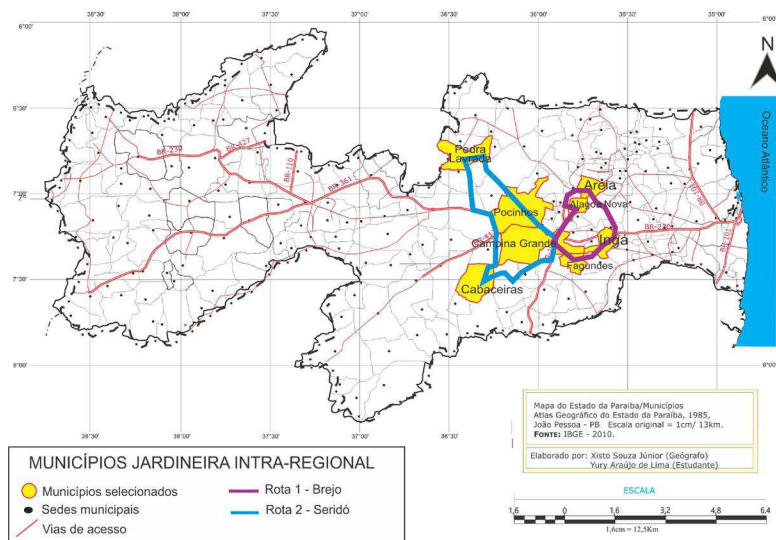 38°30' 38°00' 37°30' 37°00' 36°30' 36°00' 35°30' 35°00'
6°00' 6°00'
N
6°30' 6°30'
Oceano Atlântico
BR-230
BR-427
BR-110
BR-361
Pedra
Lavrada
Areia
Alagoa Nova
Pocinhos
Campina Grande
Ingá
BR-230
Fagundes
BR-101
Cabaceiras
7°30' 7°30'
8°00' 8°00'
38°30' 38°00' 37°30' 37°00' 36°30' 36°00'
Mapa do Estado da Paraíba/Municípios
Atlas Geográfico do Estado da Paraíba, 1985,
João Pessoa - PB Escala original = 1cm/ 13km.
FONTE: IBGE - 2010.
Elaborado por: Xisto Souza Júnior (Geógrafo)
Yury Araújo de Lima (Estudante)
MUNICÍPIOS JARDINEIRA INTRA-REGIONAL
Municípios selecionados
Sedes municipais
Vias de acesso
Rota 1 - Brejo
Rota 2 - Seridó
ESCALA
1,6 0 1,6 3,2 4,8 6,4
1,6cm = 12,5Km